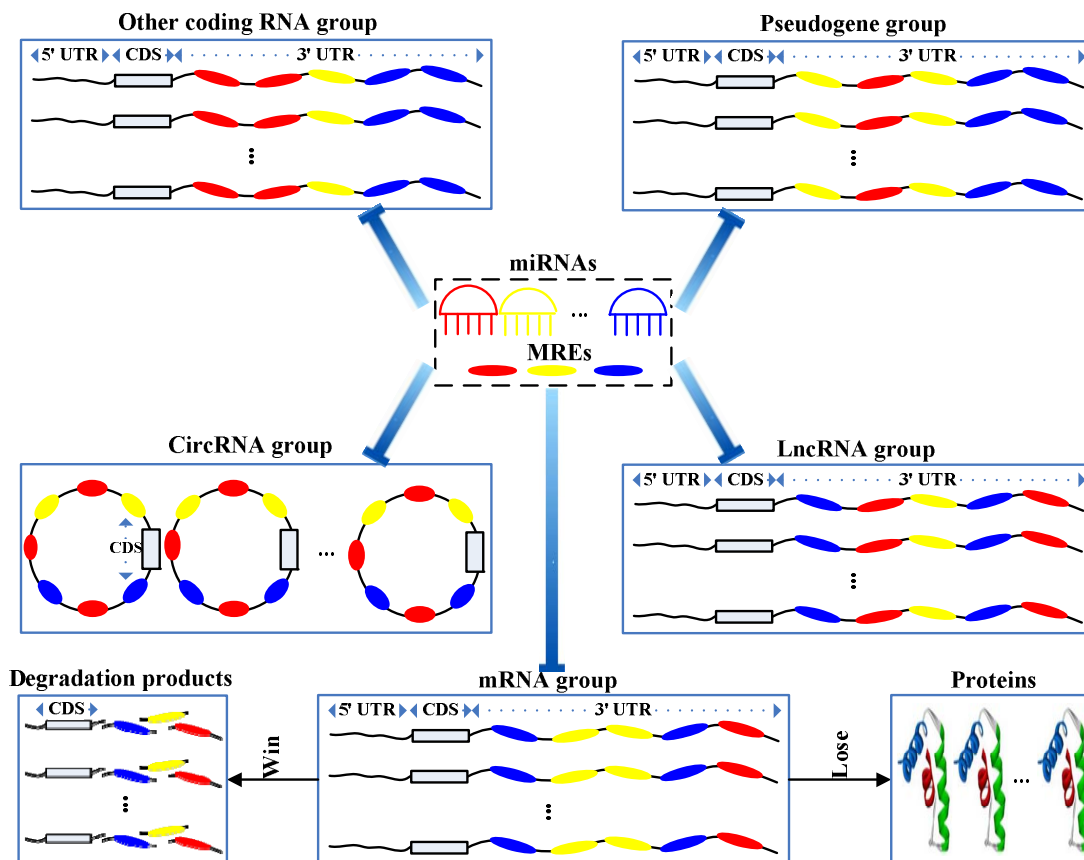 Other coding RNA group
5' UTR CDS 3' UTR
...
Pseudogene group
5' UTR CDS 3' UTR
...
miRNAs
...
MREs
CircRNA group
CDS
...
LncRNA group
5' UTR CDS 3' UTR
...
Degradation products
CDS
...
mRNA group
5' UTR CDS 3' UTR
...
Proteins
...
Win
Lose